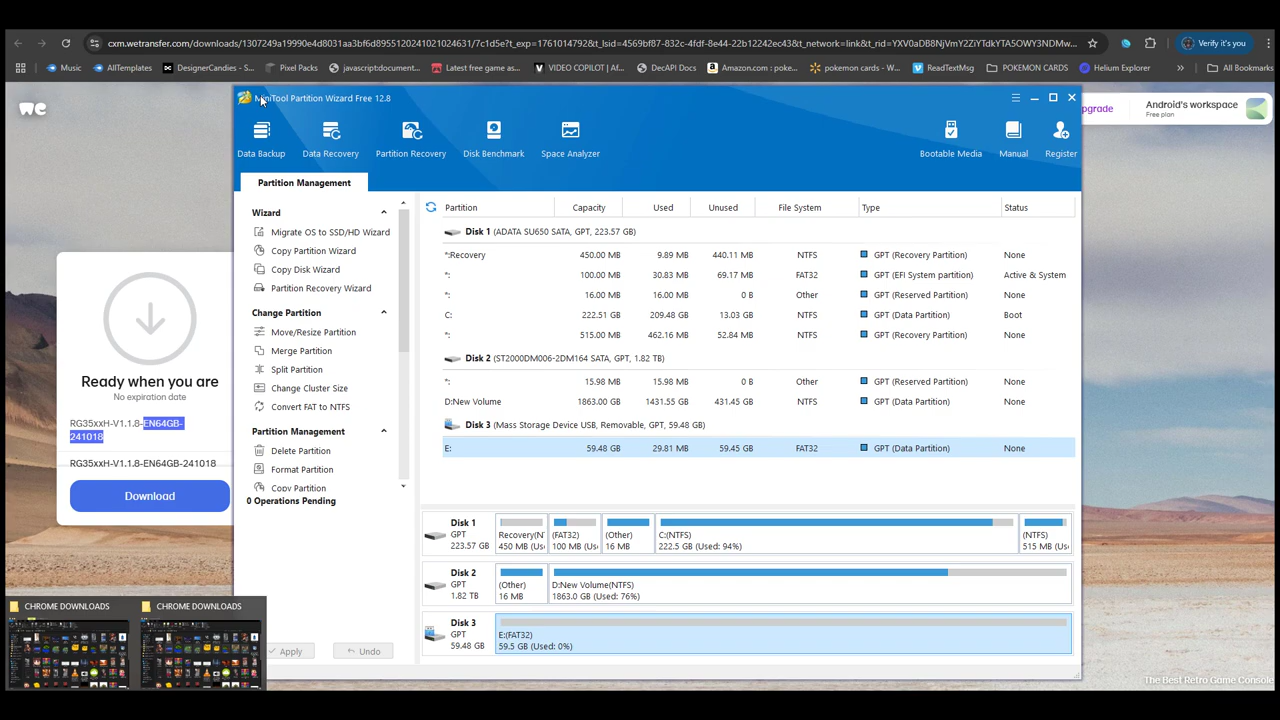 cxm.wetransfer.com/downloads/1307249a19990e4d8031aa3bf6d8955120241021024631/7c1d5e?t_exp=1761014792&t_lsid=4569bf87-832c-4fdf-8e44-22b12242ec43&t_network=link&t_rid=YXV0aDB8NjVmY2ZiYTdkYTA5OWY3NDMw... Verify it's you
Music AllTemplates DesignerCandies – S... Pixel Packs javascript:document... Latest free game as... VIDEO COPILOT | Af... DecAPI Docs Amazon.com : poke... pokemon cards - W... ReadTextMsg POKEMON CARDS Helium Explorer » All Bookmarks
we
MiniTool Partition Wizard Free 12.8
pgrade
Android's workspace
Free plan
Data Backup Data Recovery Partition Recovery Disk Benchmark Space Analyzer Bootable Media Manual Register
Partition Management
Wizard
Migrate OS to SSD/HD Wizard
Copy Partition Wizard
Copy Disk Wizard
Partition Recovery Wizard
Change Partition
Move/Resize Partition
Merge Partition
Split Partition
Change Cluster Size
Convert FAT to NTFS
Partition Management
Delete Partition
Format Partition
Copy Partition
0 Operations Pending
Apply Undo
Partition Capacity Used Unused File System Type Status
Disk 1 (ADATA SU650 SATA, GPT, 223.57 GB)
*:Recovery 450.00 MB 9.89 MB 440.11 MB NTFS GPT (Recovery Partition) None
*: 100.00 MB 30.83 MB 69.17 MB FAT32 GPT (EFI System partition) Active & System
*: 16.00 MB 16.00 MB 0 B Other GPT (Reserved Partition) None
C: 222.51 GB 209.48 GB 13.03 GB NTFS GPT (Data Partition) Boot
*: 515.00 MB 462.16 MB 52.84 MB NTFS GPT (Recovery Partition) None
Disk 2 (ST2000DM006-2DM164 SATA, GPT, 1.82 TB)
*: 15.98 MB 15.98 MB 0 B Other GPT (Reserved Partition) None
D:New Volume 1863.00 GB 1431.55 GB 431.45 GB NTFS GPT (Data Partition) None
Disk 3 (Mass Storage Device USB, Removable, GPT, 59.48 GB)
E: 59.48 GB 29.81 MB 59.45 GB FAT32 GPT (Data Partition) None
Disk 1
GPT
223.57 GB
Recovery(N
450 MB (Us
(FAT32)
100 MB (Us
(Other)
16 MB
C:(NTFS)
222.5 GB (Used: 94%)
(NTFS)
515 MB (Us
Disk 2
GPT
1.82 TB
(Other)
16 MB
D:New Volume(NTFS)
1863.0 GB (Used: 76%)
Disk 3
GPT
59.48 GB
E:(FAT32)
59.5 GB (Used: 0%)
Ready when you are
No expiration date
RG35xxH-V1.1.8-EN64GB-
241018
RG35xxH-V1.1.8-EN64GB-241018
Download
CHROME DOWNLOADS CHROME DOWNLOADS
The Best Retro Game Console